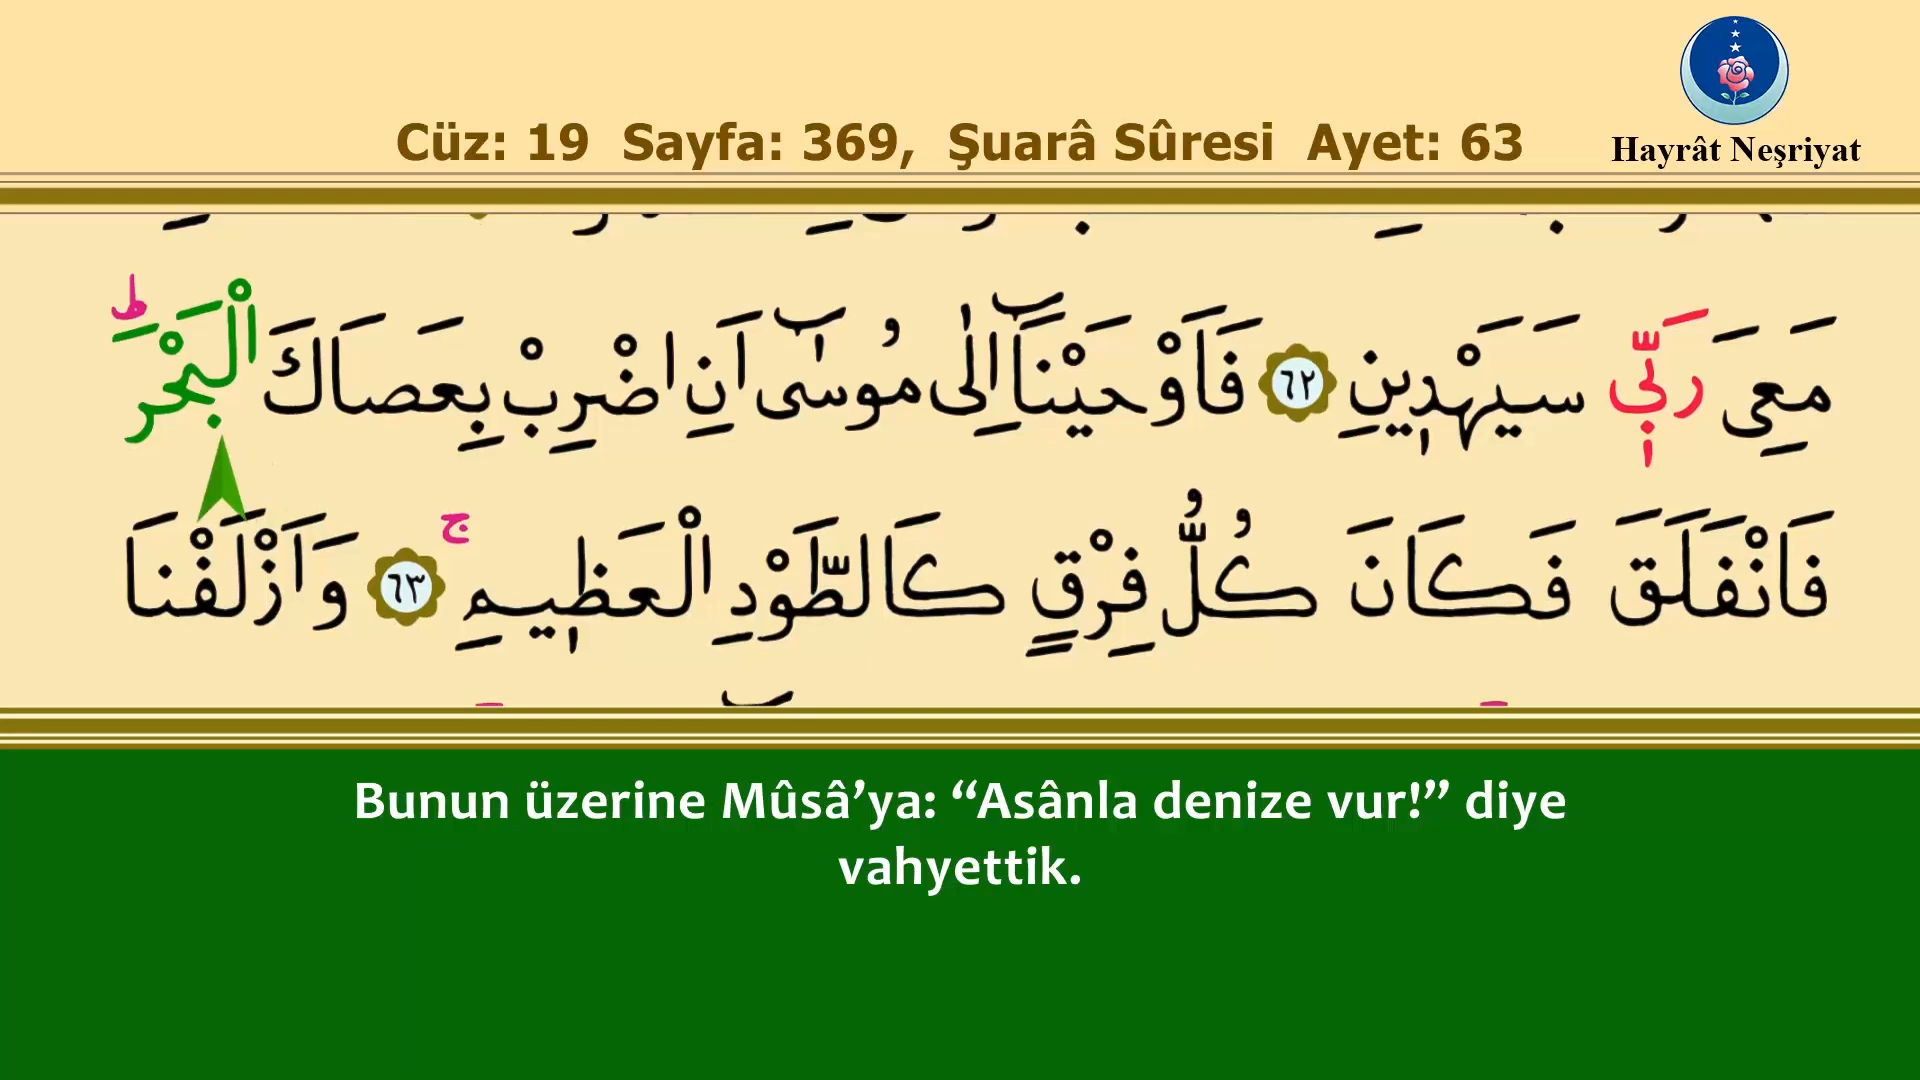 Cüz: 19 Sayfa: 369, Şuarâ Sûresi Ayet: 63
Hayrât Neşriyat
مَعِىَ رَبّ۪ى سَيَهْد۪ينِ ﴿٦٢﴾ فَاَوْحَيْنَٓا اِلٰى مُوسٰٓى اَنِ اضْرِبْ بِعَصَاكَ الْبَحْرَۜ
فَانْفَلَقَ فَكَانَ كُلُّ فِرْقٍ كَالطَّوْدِ الْعَظ۪يمِۚ ﴿٦٣﴾ وَاَزْلَفْنَا
Bunun üzerine Mûsâ’ya: “Asânla denize vur!” diye
vahyettik.